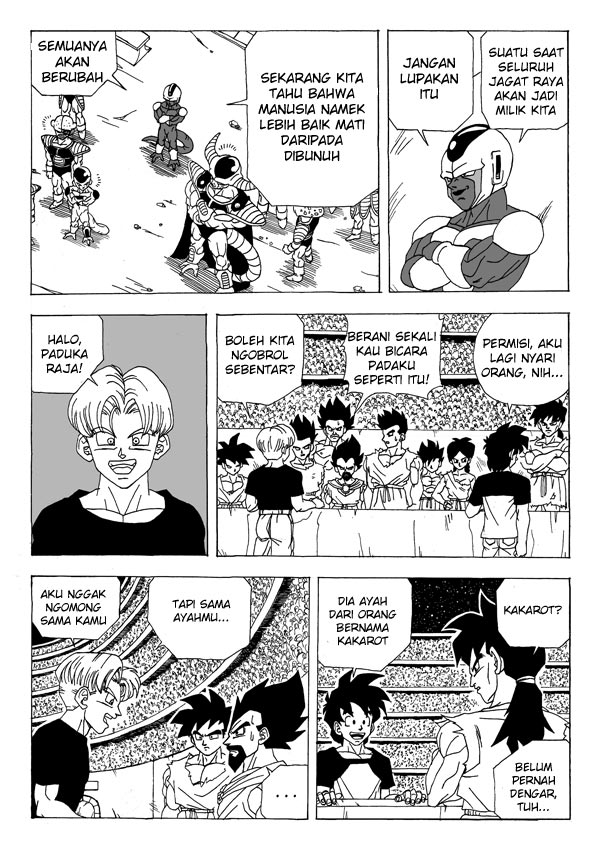 SEMUANYA
AKAN
BERUBAH
SEKARANG KITA
TAHU BAHWA
MANUSIA NAMEK
LEBIH BAIK MATI
DARIPADA
DIBUNUH
JANGAN
LUPAKAN
ITU
SUATU SAAT
SELURUH
JAGAT RAYA
AKAN JADI
MILIK KITA
HALO,
PADUKA
RAJA!
BOLEH KITA
NGOBROL
SEBENTAR?
BERANI SEKALI
KAU BICARA
PADAKU
SEPERTI ITU!
PERMISI, AKU
LAGI NYARI
ORANG, NIH...
AKU NGGAK
NGOMONG
SAMA KAMU
TAPI SAMA
AYAHMU...
...
DIA AYAH
DARI ORANG
BERNAMA
KAKAROT
KAKAROT?
BELUM
PERNAH
DENGAR,
TUH...